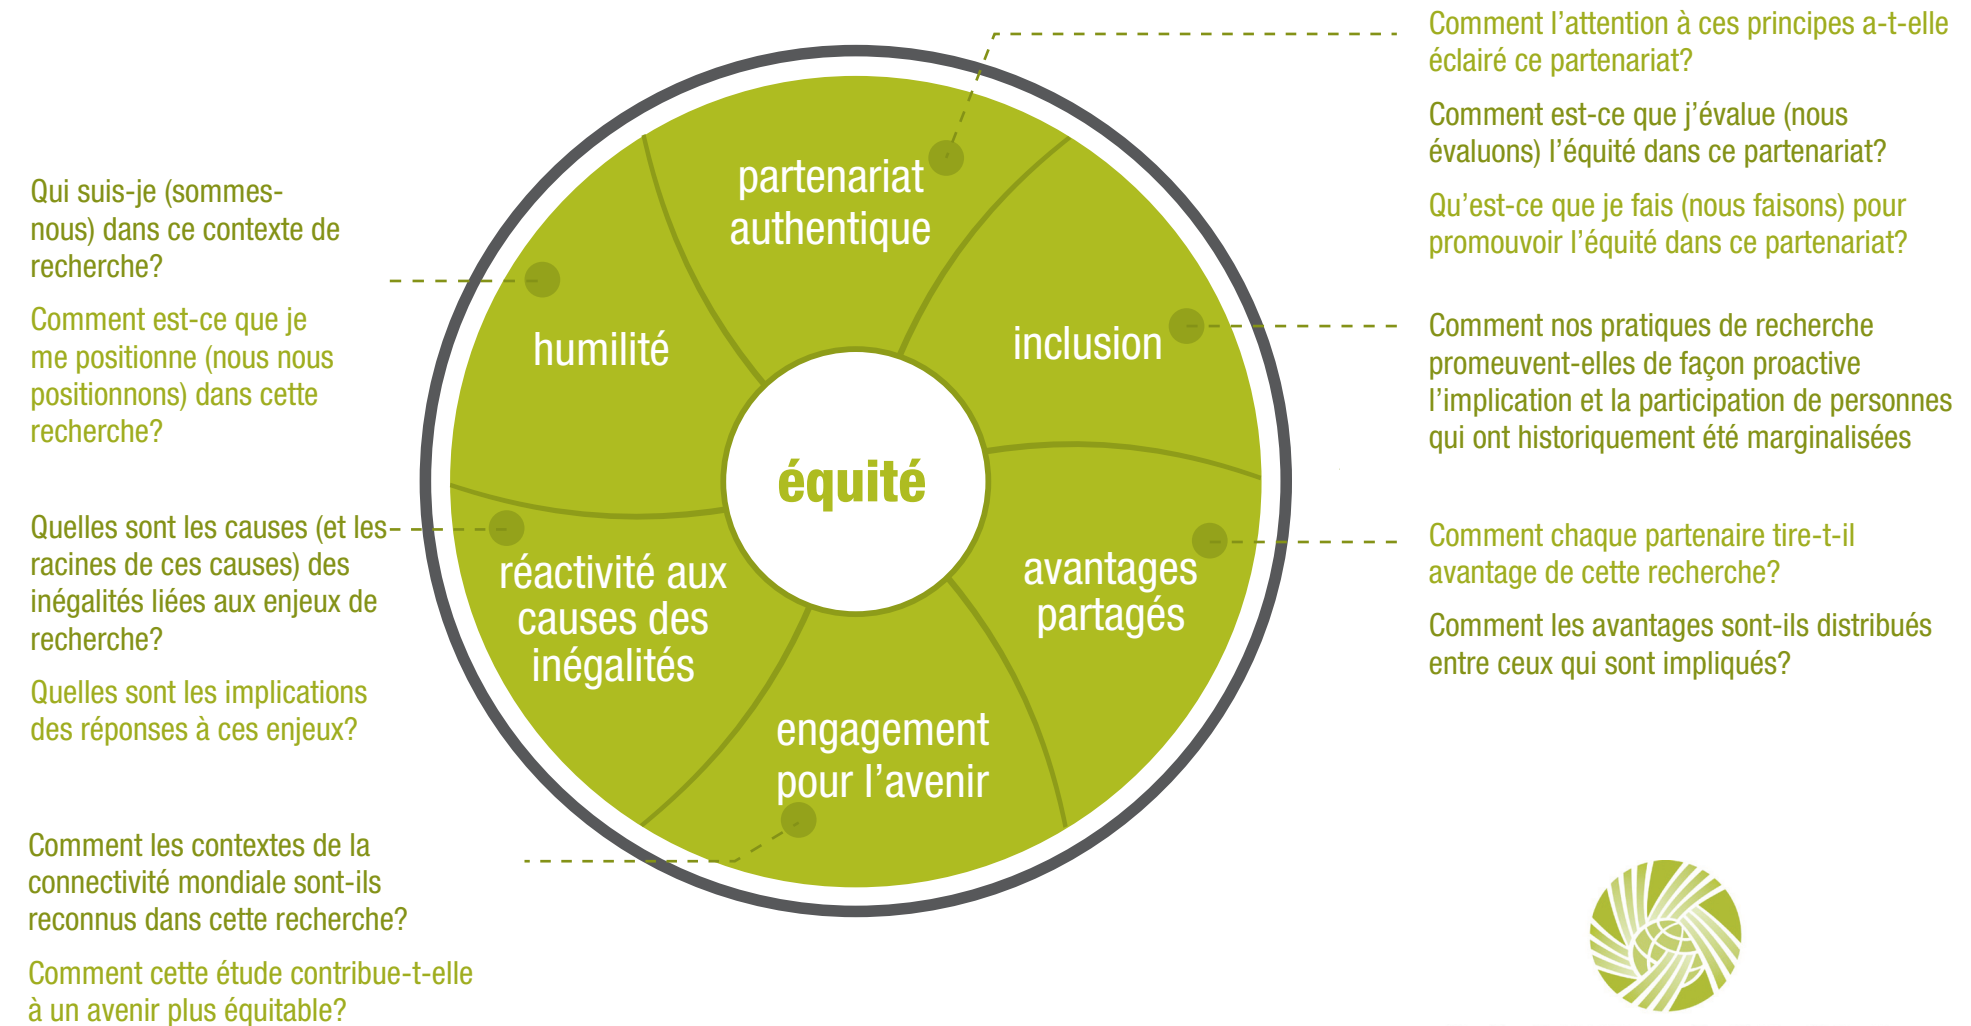 Comment l’attention à ces principes a-t-elle
éclairé ce partenariat?
Comment est-ce que j’évalue (nous
évaluons) l’équité dans ce partenariat?
Qu’est-ce que je fais (nous faisons) pour
promouvoir l’équité dans ce partenariat?
Comment nos pratiques de recherche
promeuvent-elles de façon proactive
l’implication et la participation de personnes
qui ont historiquement été marginalisées
Comment chaque partenaire tire-t-il
avantage de cette recherche?
Comment les avantages sont-ils distribués
entre ceux qui sont impliqués?
partenariat
authentique
inclusion
avantages
partagés
engagement
pour l’avenir
réactivité aux
causes des
inégalités
humilité
équité
Qui suis-je (sommes-
nous) dans ce contexte de
recherche?
Comment est-ce que je
me positionne (nous nous
positionnons) dans cette
recherche?
Quelles sont les causes (et les
racines de ces causes) des
inégalités liées aux enjeux de
recherche?
Quelles sont les implications
des réponses à ces enjeux?
Comment les contextes de la
connectivité mondiale sont-ils
reconnus dans cette recherche?
Comment cette étude contribue-t-elle
à un avenir plus équitable?